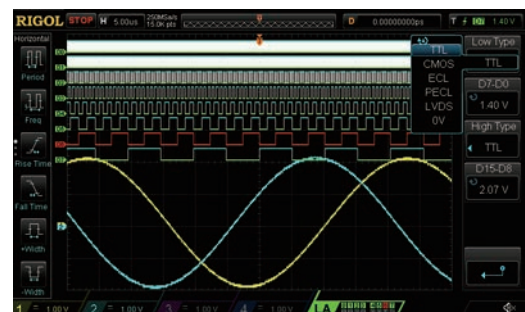 RIGOL STOP H 5.00us 250MSa/s 15.0K pts D 0.00000000ps T 1.40 V
Horizontal
Period
Freq
Rise Time
Fall Time
+Width
-Width
TTL
CMOS
ECL
PECL
LVDS
0V
Low Type
TTL
D7-D0
1.40 V
High Type
TTL
D15-D8
2.07 V
1 = 1.00 V 2 = 1.00 V 3 = 1.00 V 4 = 1.00 V LA